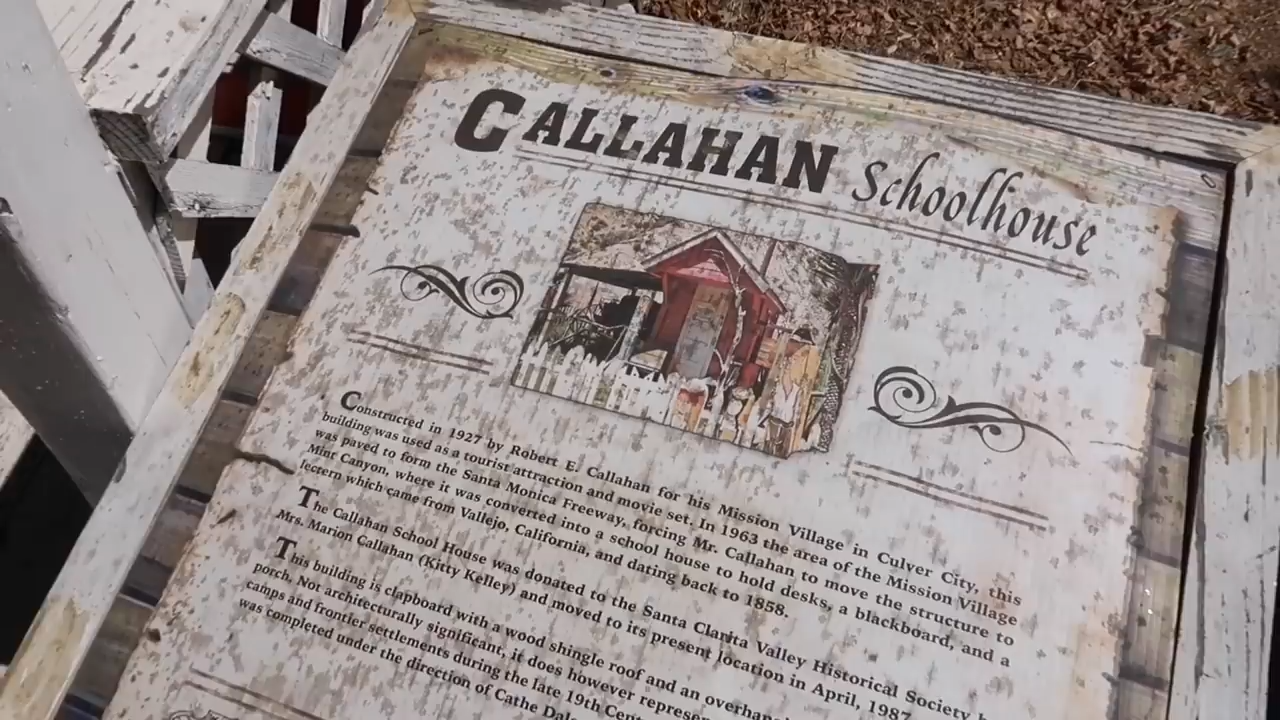 CALLAHAN Schoolhouse
Constructed in 1927 by Robert E. Callahan for his Mission Village in Culver City, this
building was used as a tourist attraction and movie set. In 1963 the area of the Mission Village
was paved to form the Santa Monica Freeway, forcing Mr. Callahan to move the structure to
Mint Canyon, where it was converted into a school house to hold desks, a blackboard, and a
lectern which came from Vallejo, California, and dating back to 1858.
The Callahan School House was donated to the Santa Clarita Valley Historical Society
Mrs. Marion Callahan (Kitty Kelley) and moved to its present location in April, 1987
This building is clapboard with a wood shingle roof and an
porch. Not architecturally significant, it does however
camps and frontier settlements during the late 19th
was completed under the direction of Cathe